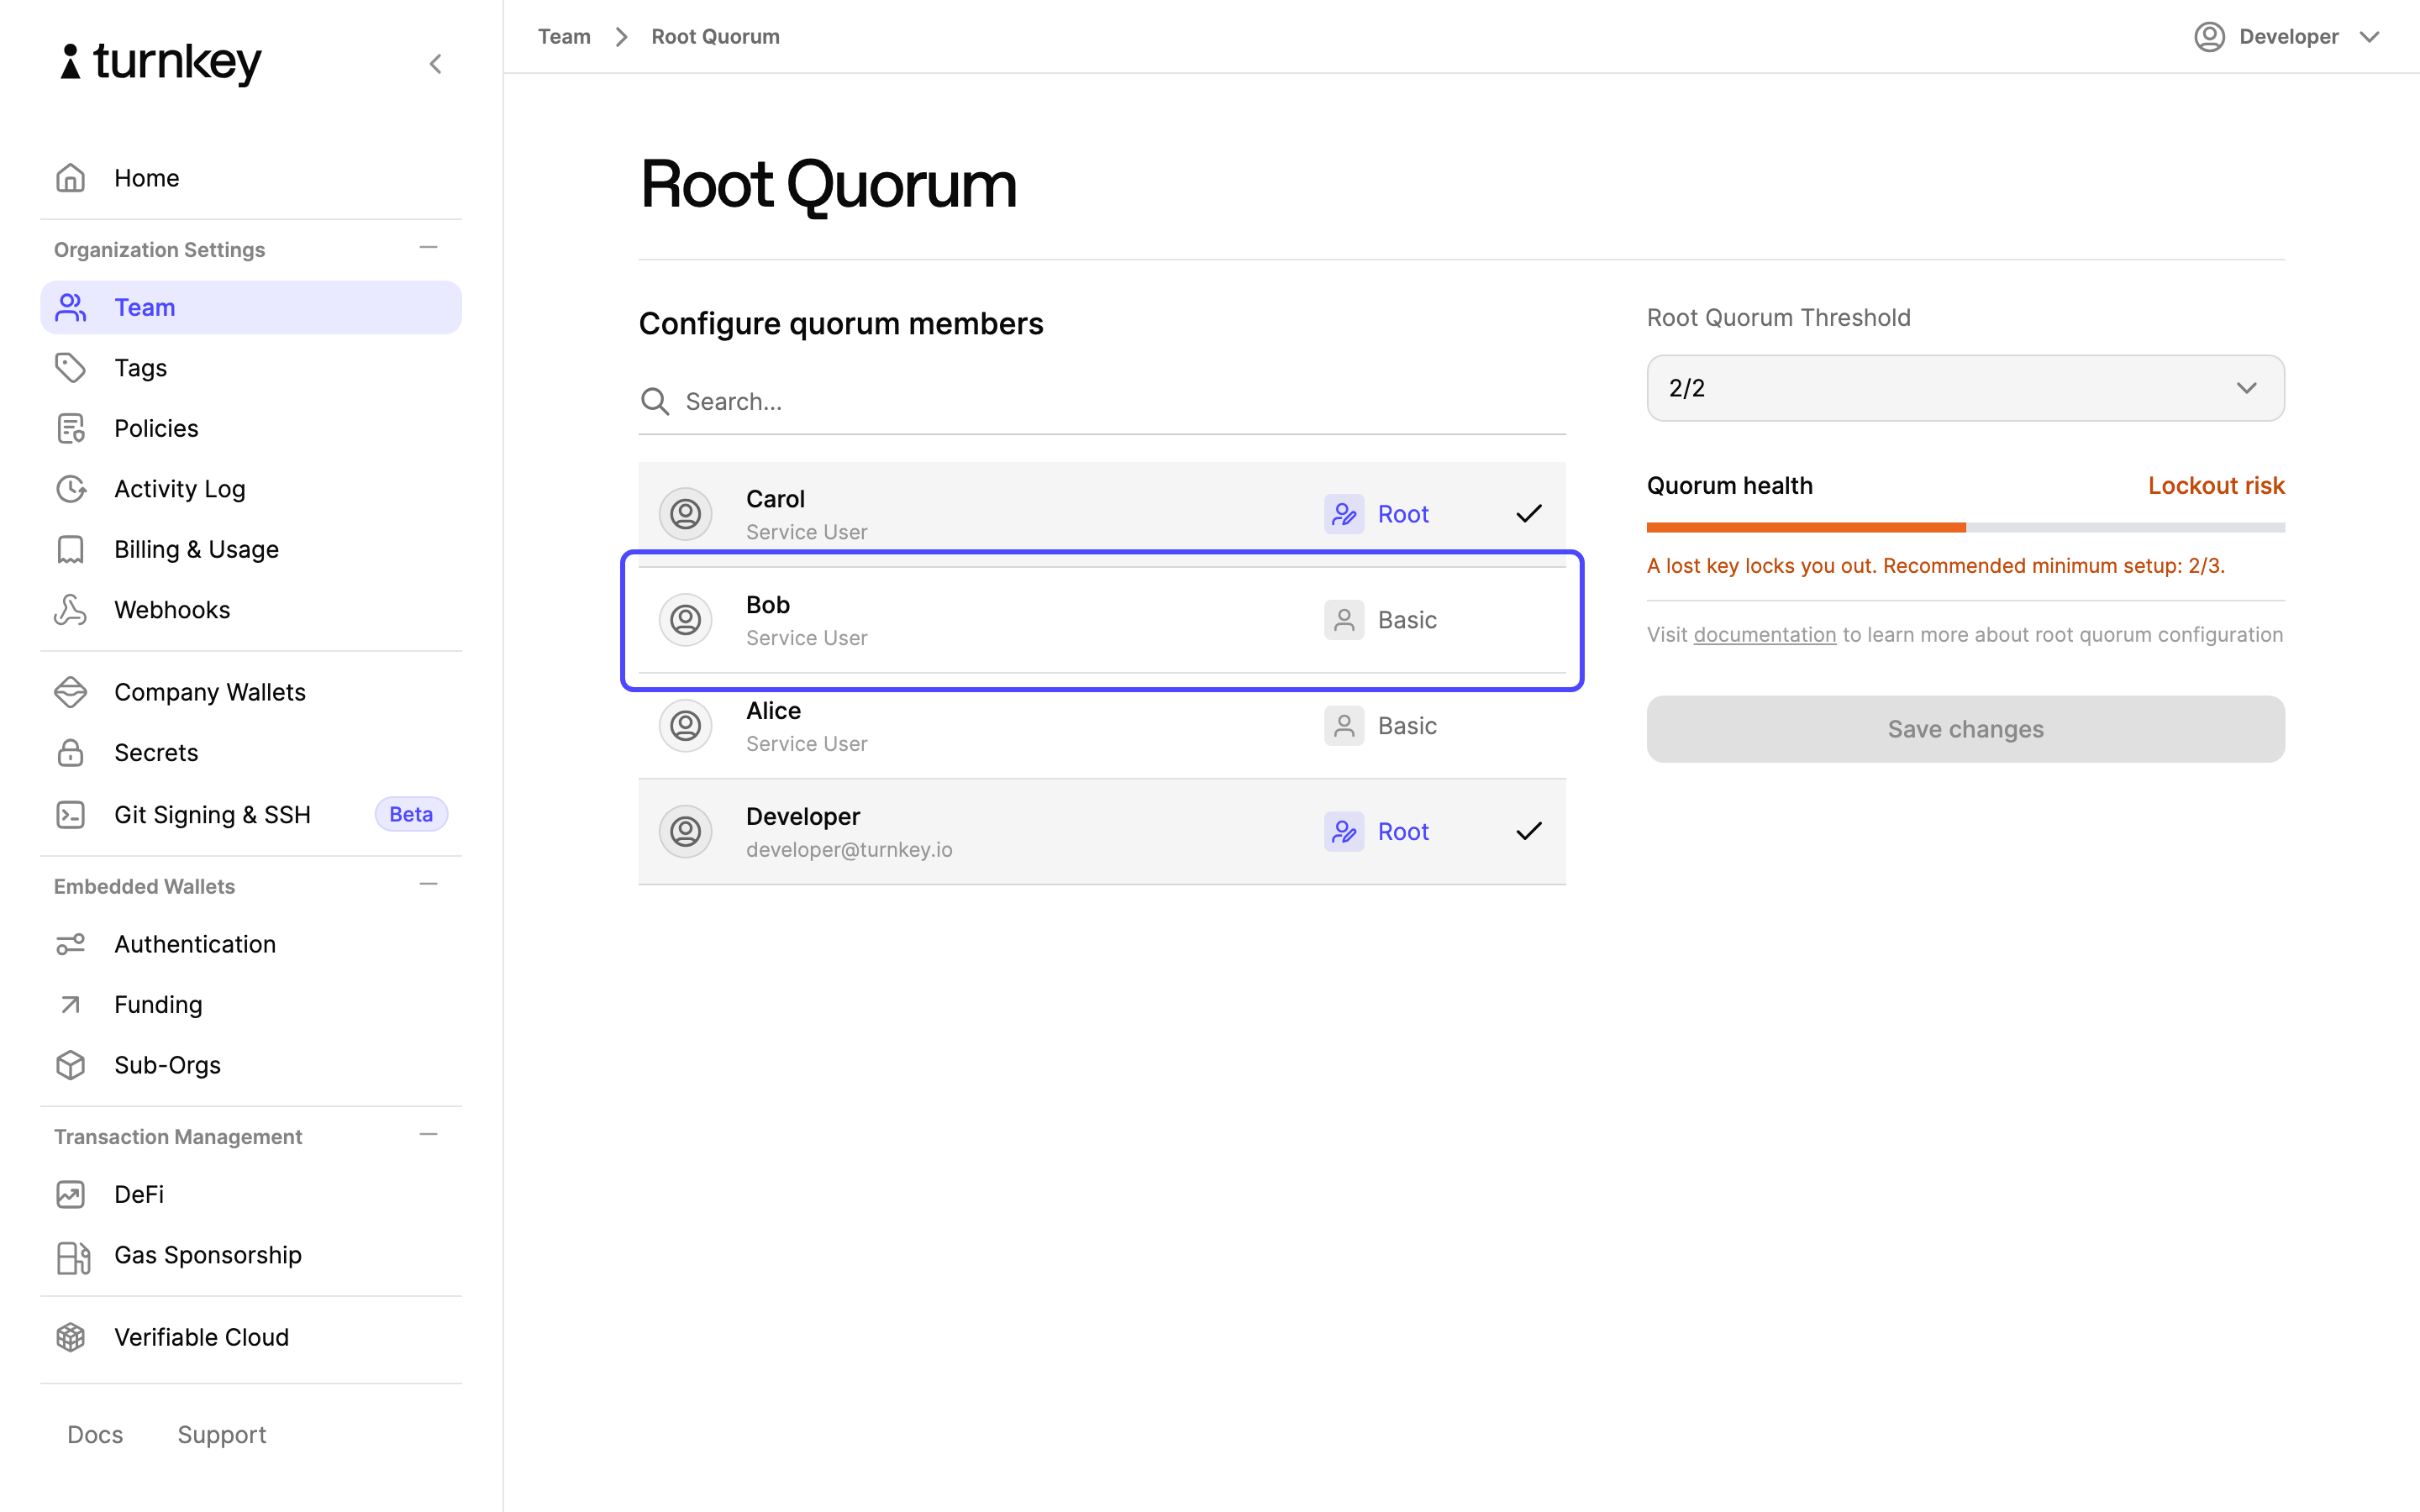 turnkey
Home
Organization Settings
Team
Tags
Policies
Activity Log
Billing & Usage
Webhooks
Company Wallets
Secrets
Git Signing & SSH
Beta
Embedded Wallets
Authentication
Funding
Sub-Orgs
Transaction Management
DeFi
Gas Sponsorship
Verifiable Cloud
Docs
Support
Team
Root Quorum
Developer
Root Quorum
Configure quorum members
Search...
Carol
Service User
Root
Bob
Service User
Basic
Alice
Service User
Basic
Developer
developer@turnkey.io
Root
Root Quorum Threshold
2/2
Quorum health
Lockout risk
A lost key locks you out. Recommended minimum setup: 2/3.
Visit documentation to learn more about root quorum configuration
Save changes